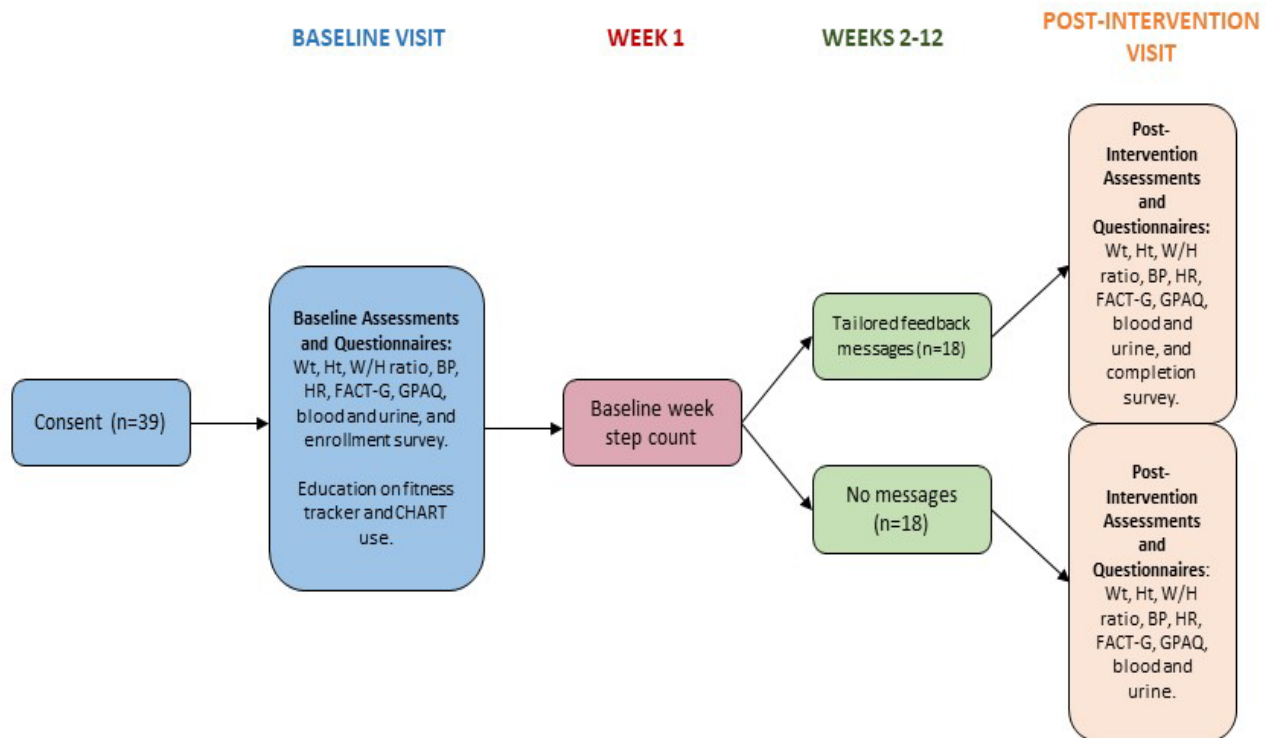 BASELINE VISIT
WEEK 1
WEEKS 2-12
POST-INTERVENTION
VISIT
Consent (n=39)
Baseline Assessments
and Questionnaires:
Wt, Ht, W/H ratio, BP,
HR, FACT-G, GPAQ,
blood and urine, and
enrollment survey.
Education on fitness
tracker and CHART
use.
Baseline week
step count
Tailored feedback
messages (n=18)
No messages
(n=18)
Post-
Intervention
Assessments
and
Questionnaires:
Wt, Ht, W/H
ratio, BP, HR,
FACT-G, GPAQ,
blood and
urine, and
completion
survey.
Post-
Intervention
Assessments
and
Questionnaires:
Wt, Ht, W/H
ratio, BP, HR,
FACT-G, GPAQ,
blood and
urine.